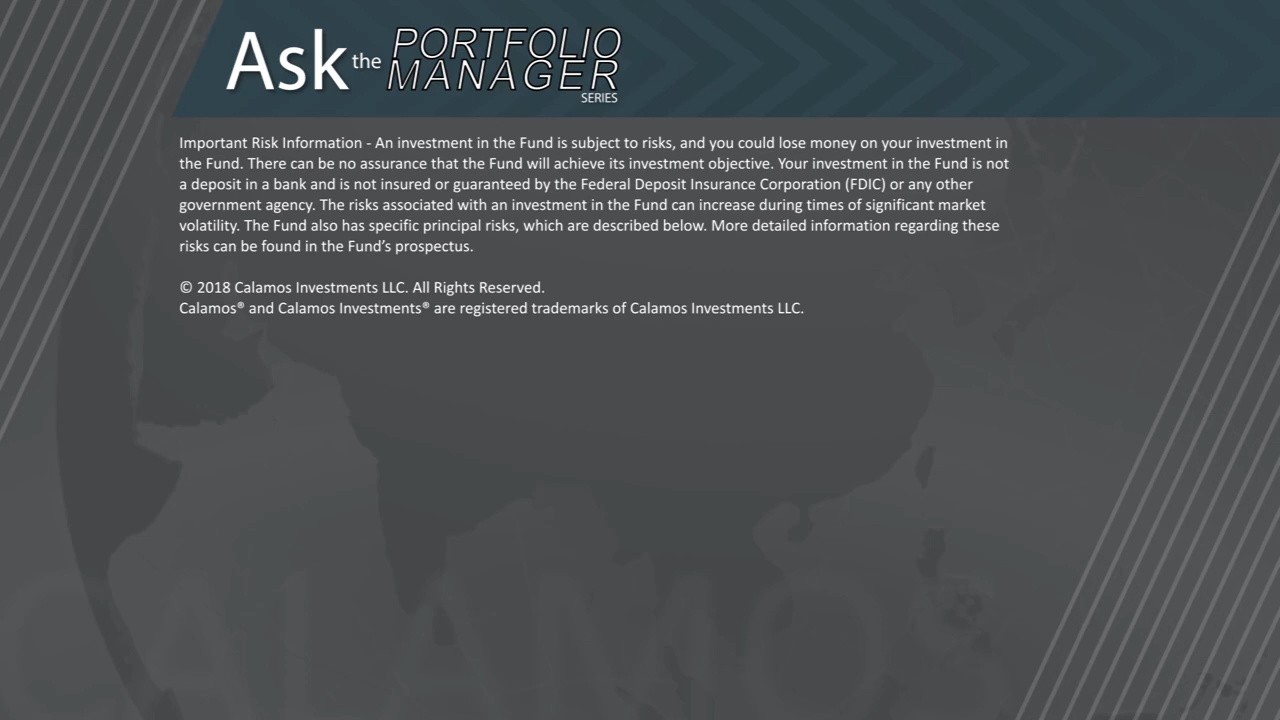 Ask the PORTFOLIO
MANAGER
SERIES
Important Risk Information - An investment in the Fund is subject to risks, and you could lose money on your investment in
the Fund. There can be no assurance that the Fund will achieve its investment objective. Your investment in the Fund is not
a deposit in a bank and is not insured or guaranteed by the Federal Deposit Insurance Corporation (FDIC) or any other
government agency. The risks associated with an investment in the Fund can increase during times of significant market
volatility. The Fund also has specific principal risks, which are described below. More detailed information regarding these
risks can be found in the Fund’s prospectus.
© 2018 Calamos Investments LLC. All Rights Reserved.
Calamos® and Calamos Investments® are registered trademarks of Calamos Investments LLC.
CALAMOS